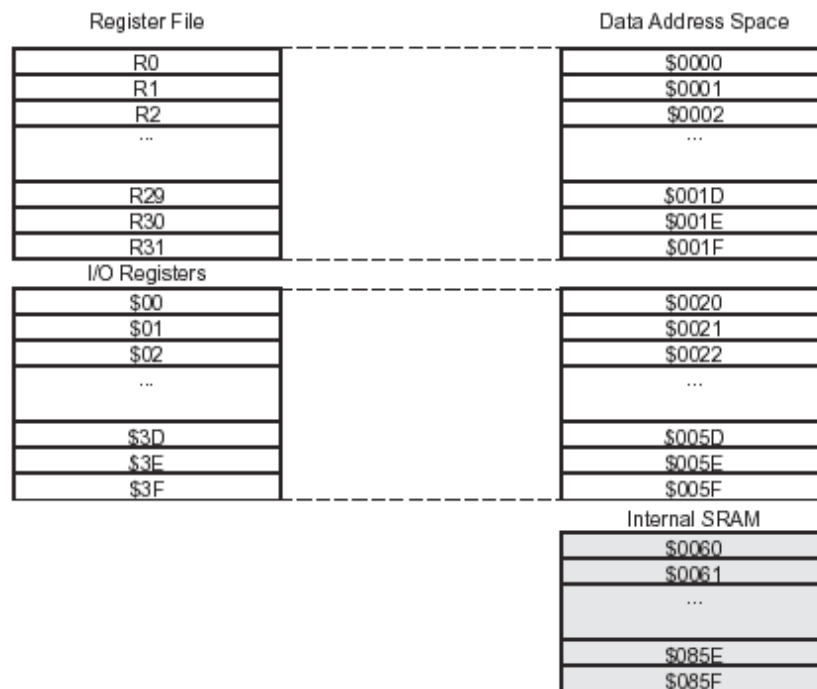 Register File
Data Address Space
R0
$0000
R1
$0001
R2
$0002
...
...
R29
$001D
R30
$001E
R31
$001F
I/O Registers
$00
$0020
$01
$0021
$02
$0022
...
...
$3D
$005D
$3E
$005E
$3F
$005F
Internal SRAM
$0060
$0061
...
$085E
$085F